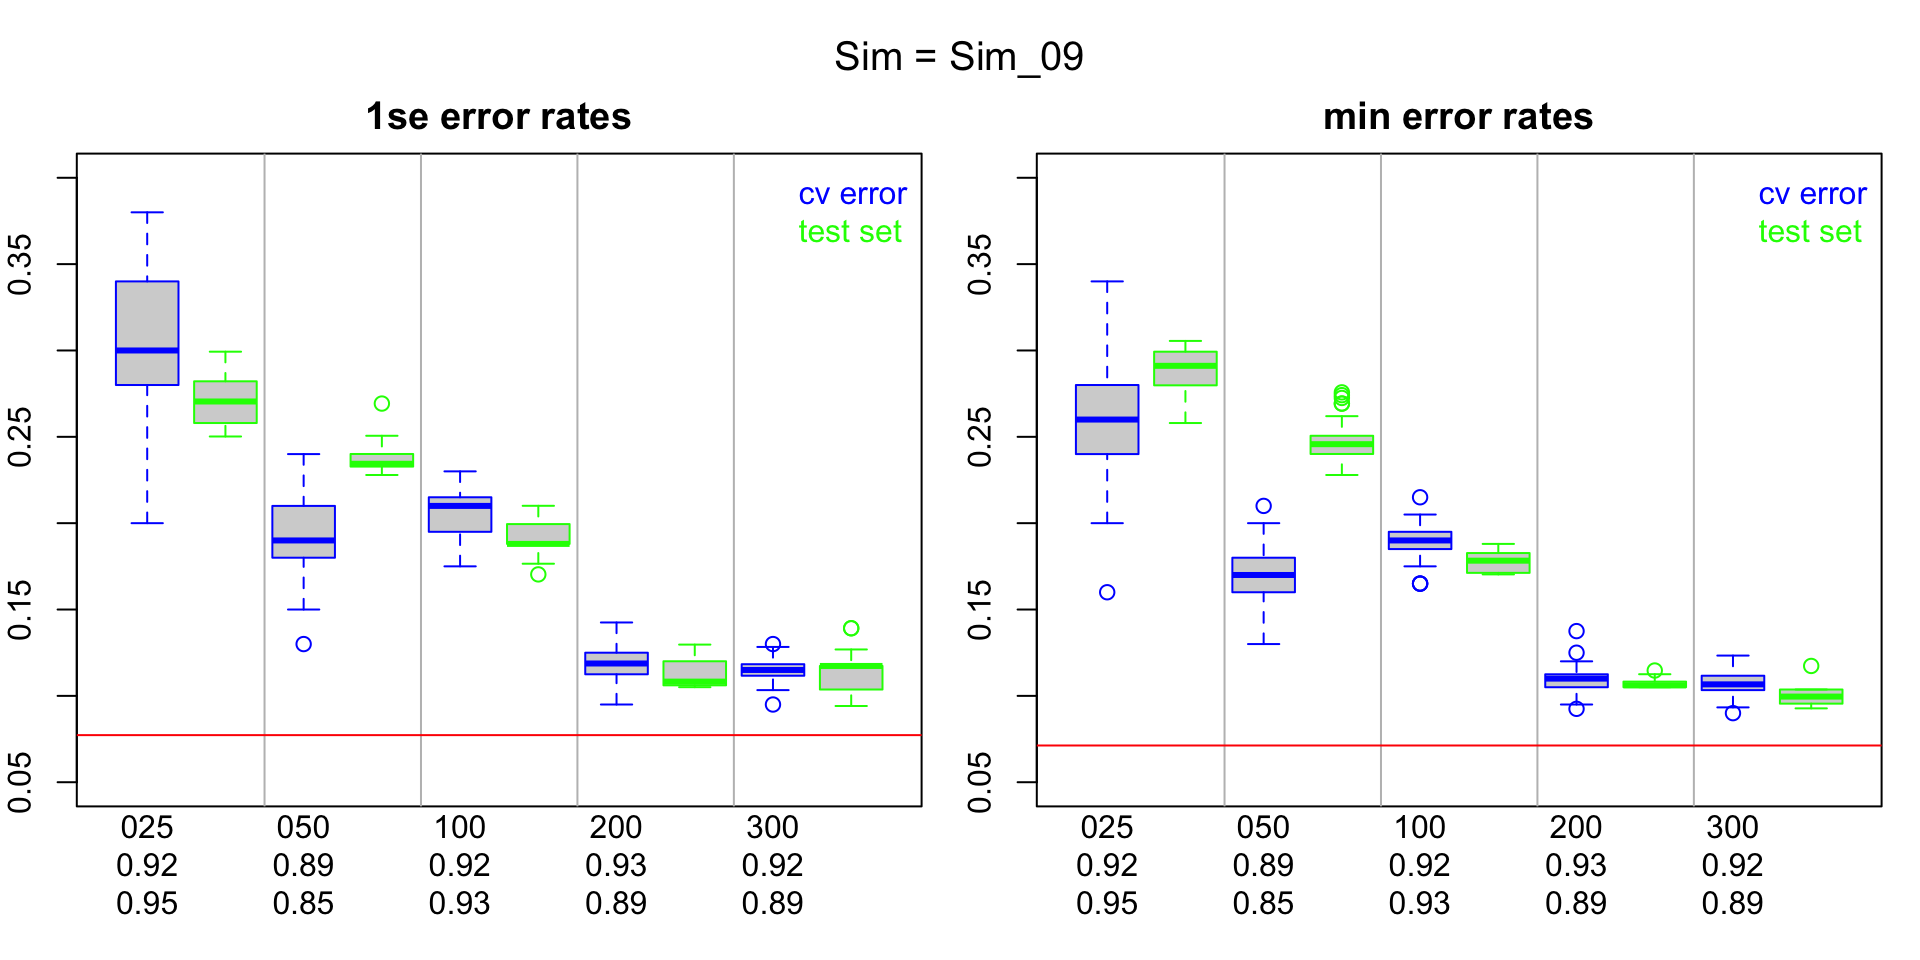 Sim = Sim_09
1se error rates
cv error
test set
0.35
0.25
0.15
0.05
025 050 100 200 300
0.92 0.89 0.92 0.93 0.92
0.95 0.85 0.93 0.89 0.89
min error rates
cv error
test set
0.35
0.25
0.15
0.05
025 050 100 200 300
0.92 0.89 0.92 0.93 0.92
0.95 0.85 0.93 0.89 0.89